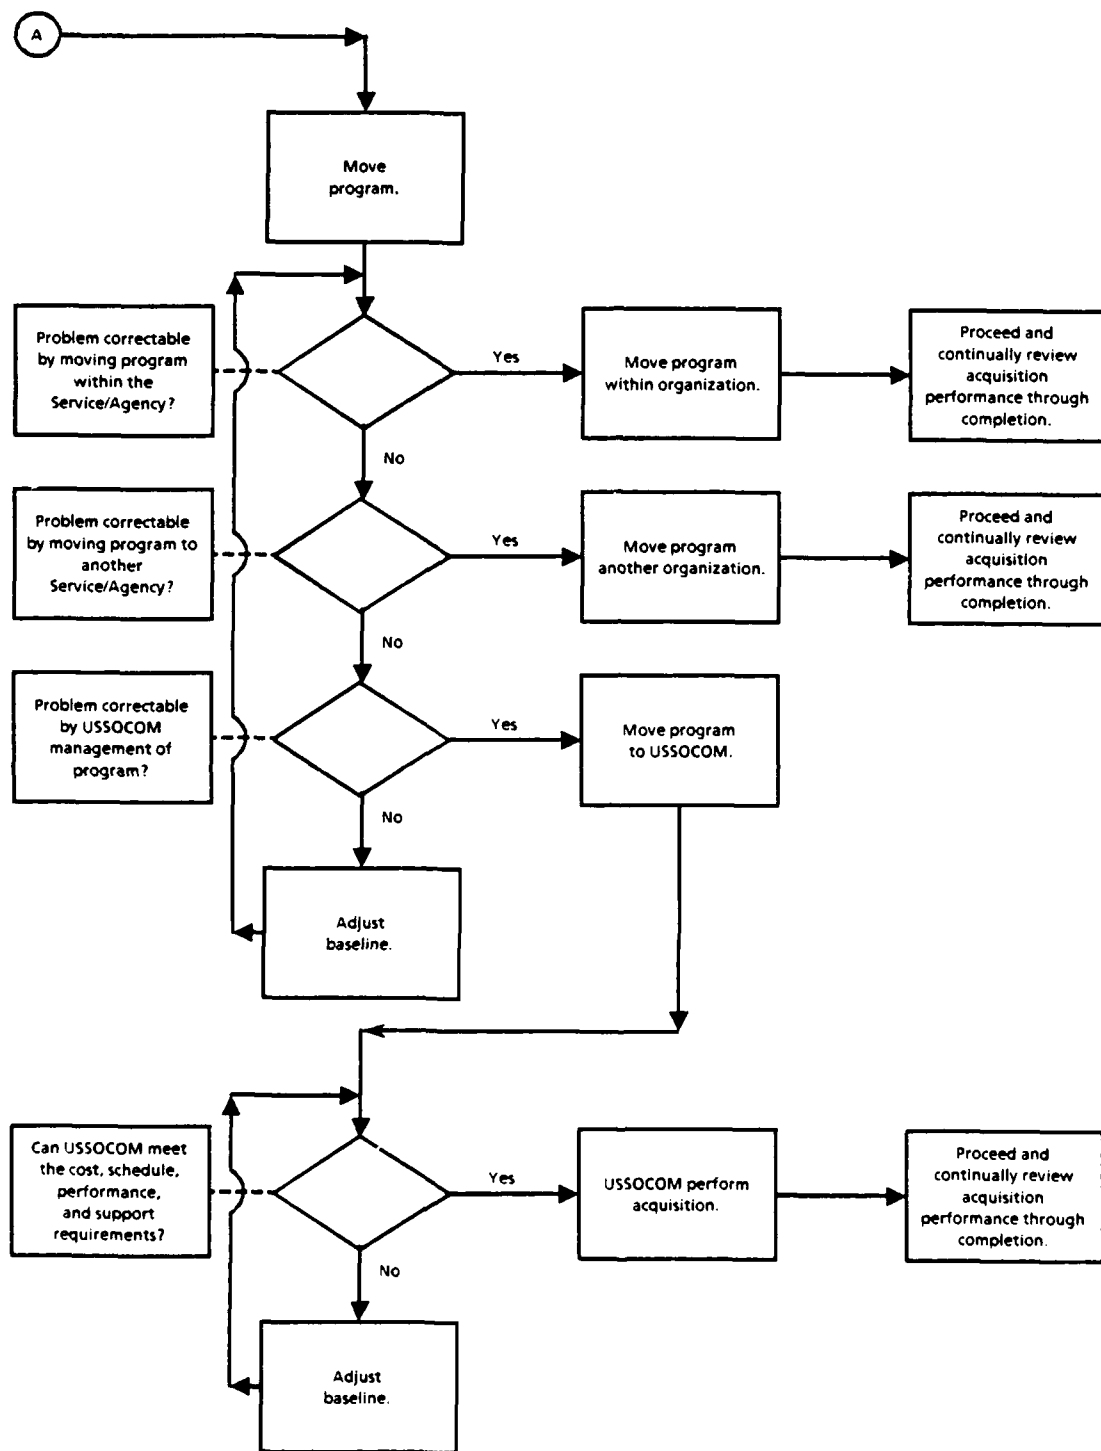 A
Move
program.
Problem correctable
by moving program
within the
Service/Agency?
Yes
Move program
within organization.
Proceed and
continually review
acquisition
performance through
completion.
No
Problem correctable
by moving program to
another
Service/Agency?
Yes
Move program
another organization.
Proceed and
continually review
acquisition
performance through
completion.
No
Problem correctable
by USSOCOM
management of
program?
Yes
Move program
to USSOCOM.
No
Adjust
baseline.
Can USSOCOM meet
the cost, schedule,
performance,
and support
requirements?
Yes
USSOCOM perform
acquisition.
Proceed and
continually review
acquisition
performance through
completion.
No
Adjust
baseline.